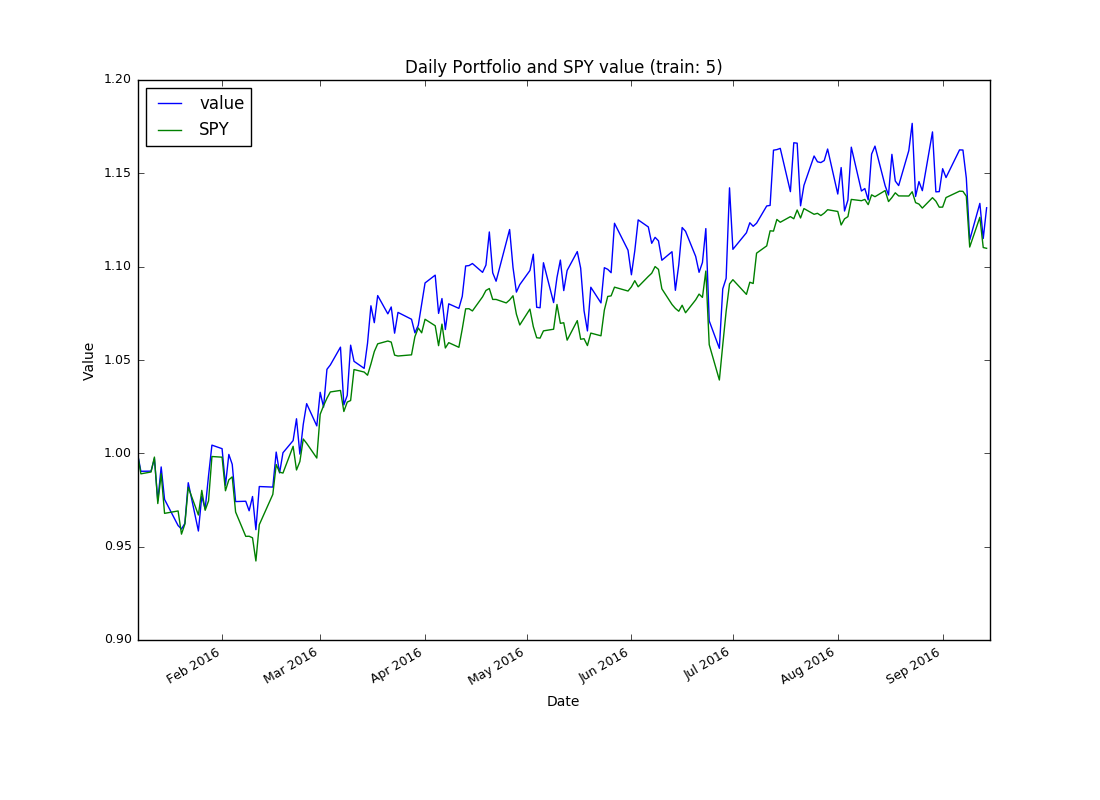 Daily Portfolio and SPY value (train: 5)
1.20
value
SPY
1.15
1.10
1.05
Value
1.00
0.95
0.90
Feb 2016
Mar 2016
Apr 2016
May 2016
Jun 2016
Jul 2016
Aug 2016
Sep 2016
Date